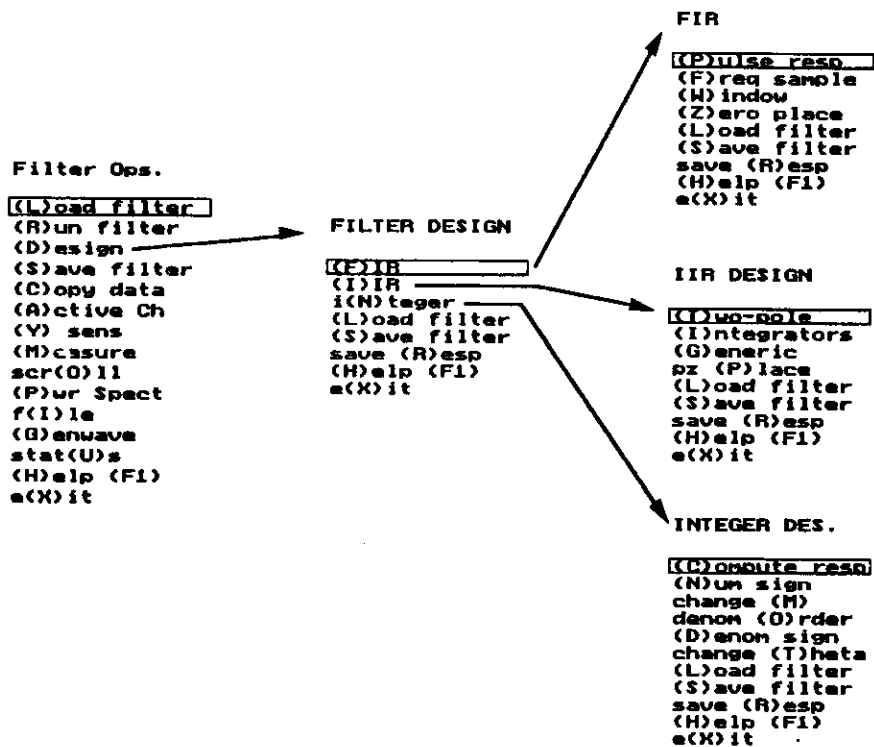 Filter Ops.
(L)oad filter
(R)un filter
(D)esign
(S)ave filter
(C)opy data
(A)ctive Ch
(Y) sens
(M)easure
scr(O)ll
(P)wr Spect
f(I)le
(G)enwave
stat(U)s
(H)elp (F1)
e(X)it
FILTER DESIGN
(F)IR
(I)IR
i(N)teger
(L)oad filter
(S)ave filter
save (R)esp
(H)elp (F1)
e(X)it
FIR
(P)ulse resp
(F)req sample
(W)indow
(Z)ero place
(L)oad filter
(S)ave filter
save (R)esp
(H)elp (F1)
e(X)it
IIR DESIGN
(T)wo-pole
(I)ntegrators
(G)eneric
pz (P)lace
(L)oad filter
(S)ave filter
save (R)esp
(H)elp (F1)
e(X)it
INTEGER DES.
(C)ompute resp
(N)um sign
change (M)
denom (O)rder
(D)enom sign
change (T)heta
(L)oad filter
(S)ave filter
save (R)esp
(H)elp (F1)
e(X)it